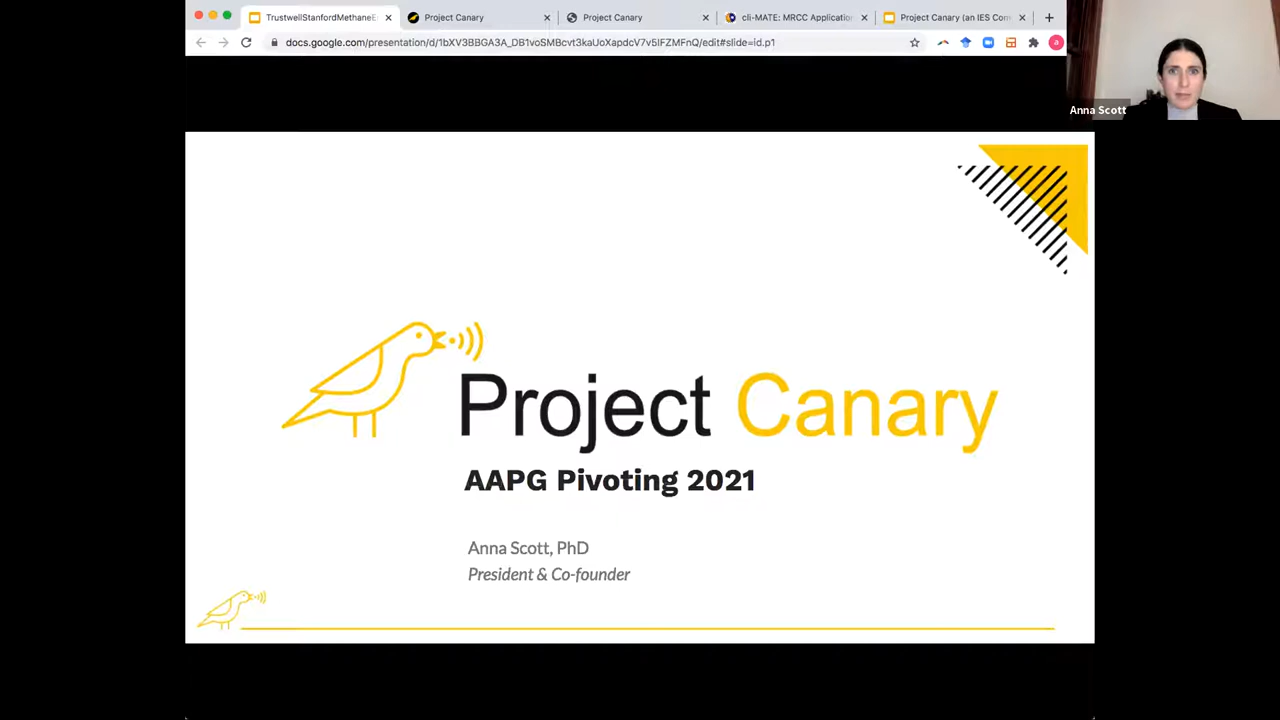 TrustwellStanfordMethaneE
Project Canary
Project Canary
cli-MATE: MRCC Application
Project Canary (an IES Com
docs.google.com/presentation/d/1bXV3BBGA3A_DB1voSMBcvt3kaUoXapdcV7v5IFZMFnQ/edit#slide=id.p1
a
Anna Scott
Project Canary
AAPG Pivoting 2021
Anna Scott, PhD
President & Co-founder